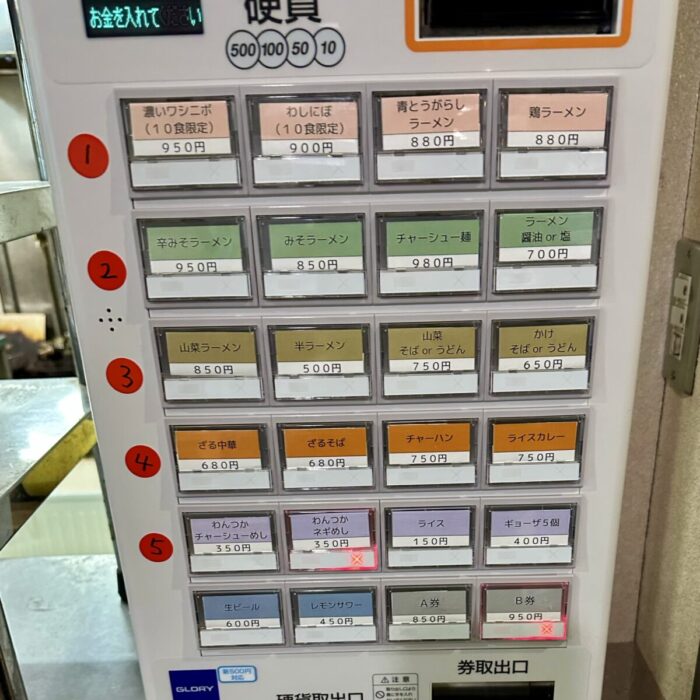 お金を入れてください
硬貨
500 100 50 10
1
濃いワシニボ
(10食限定)
950円
わしにぼ
(10食限定)
900円
青とうがらし
ラーメン
880円
鶏ラーメン
880円
2
辛みそラーメン
950円
みそラーメン
850円
チャーシュー麺
980円
ラーメン
醤油 or 塩
700円
3
山菜ラーメン
850円
半ラーメン
500円
山菜
そば or うどん
750円
かけ
そば or うどん
650円
4
ざる中華
680円
ざるそば
680円
チャーハン
750円
ライスカレー
750円
5
わんつか
チャーシューめし
350円
わんつか
ネギめし
350円
ライス
150円
ギョーザ5個
400円
生ビール
600円
レモンサワー
450円
A券
850円
B券
950円
GLORY
新500円
対応
硬貨取出口
注意
券取出口